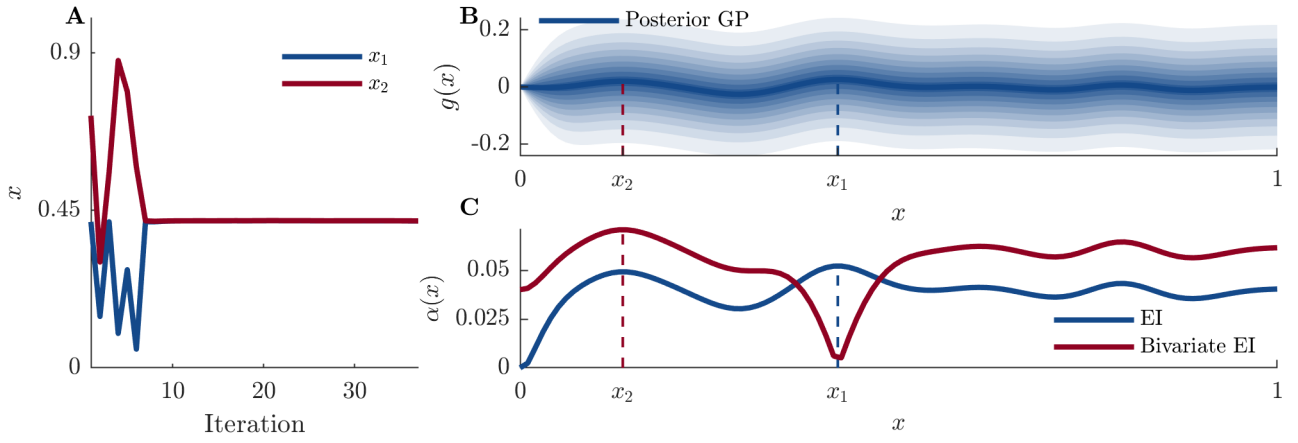 A
0.9
x₁
x₂
x
0.45
0
10
20
30
Iteration
B
Posterior GP
0.2
g(x)
0
-0.2
0
x₂
x₁
1
x
C
0.05
α(x)
0.025
EI
Bivariate EI
0
0
x₂
x₁
1
x